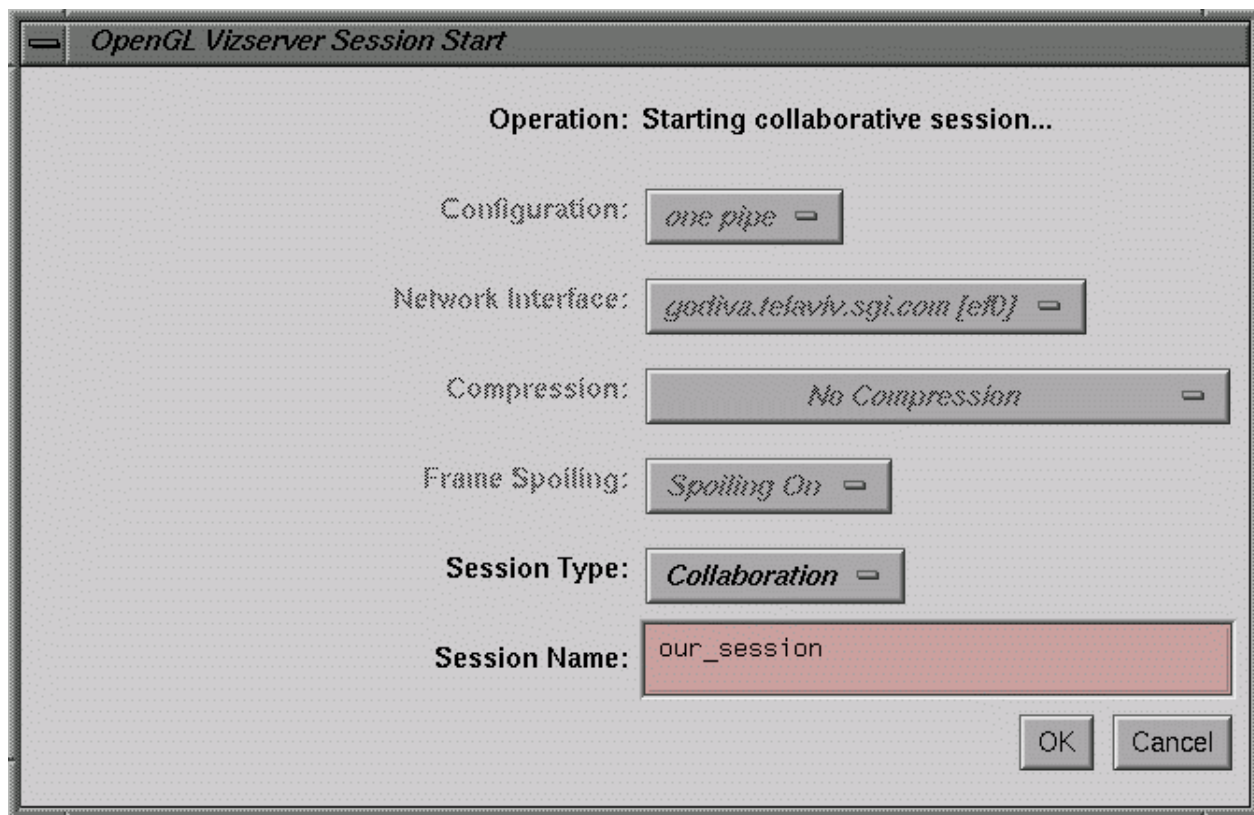 OpenGL Vizserver Session Start
Operation: Starting collaborative session...
Configuration: one pipe
Network Interface: godiva.telaviv.sgi.com [ef0]
Compression: No Compression
Frame Spoiling: Spoiling On
Session Type: Collaboration
Session Name: our_session
OK Cancel